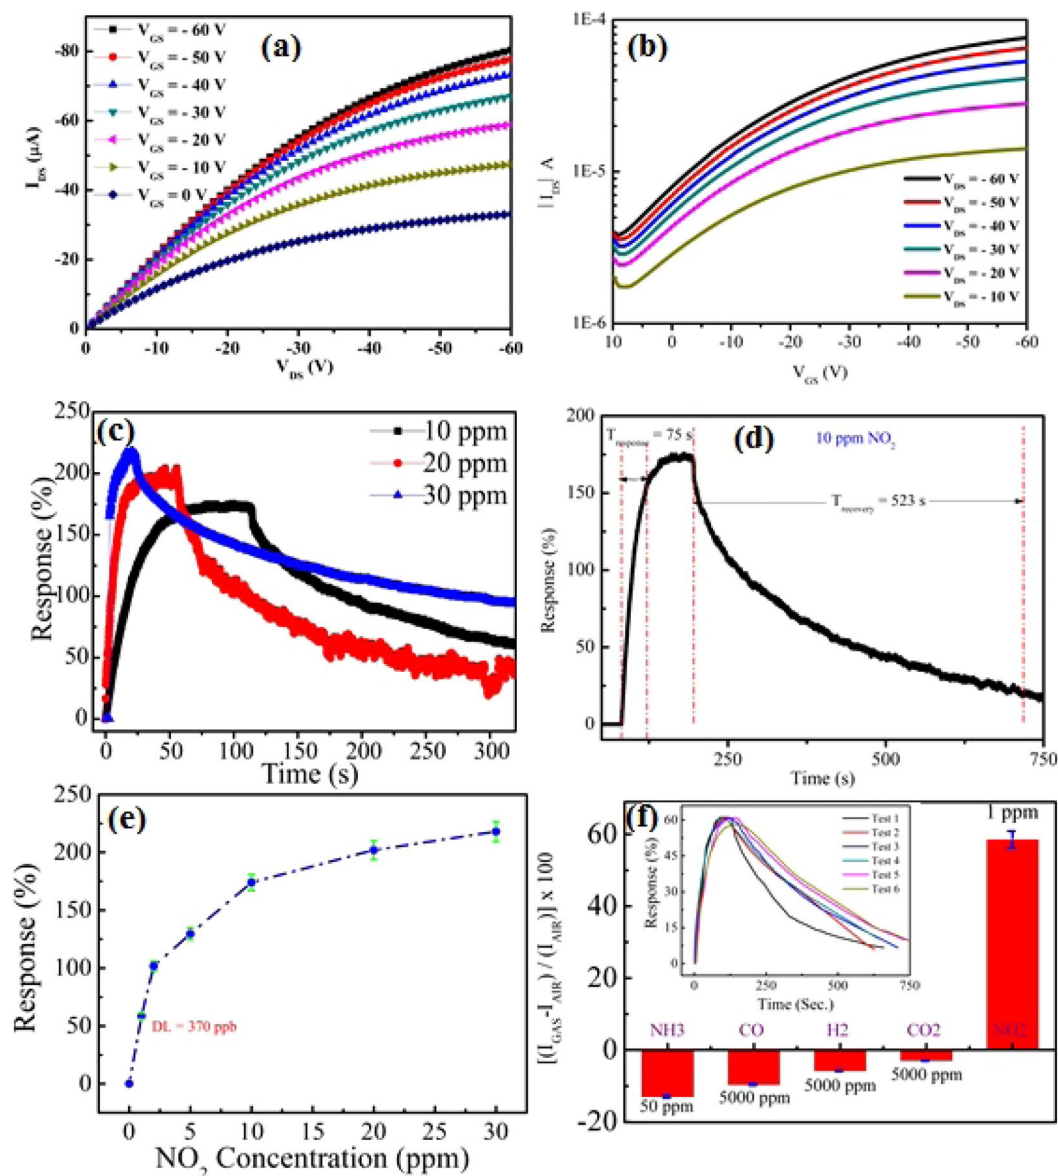 (a)
V_GS = - 60 V
V_GS = - 50 V
V_GS = - 40 V
V_GS = - 30 V
V_GS = - 20 V
V_GS = - 10 V
V_GS = 0 V
I_DS (μA)
-80
-60
-40
-20
0
0 -10 -20 -30 -40 -50 -60
V_DS (V)
(b)
| I_DS| A
1E-4
1E-5
1E-6
V_DS = - 60 V
V_DS = - 50 V
V_DS = - 40 V
V_DS = - 30 V
V_DS = - 20 V
V_DS = - 10 V
10 0 -10 -20 -30 -40 -50 -60
V_GS (V)
(c)
10 ppm
20 ppm
30 ppm
Response (%)
250
200
150
100
50
0
0 50 100 150 200 250 300
Time (s)
(d)
T_response = 75 s
10 ppm NO2
T_recovery = 523 s
Response (%)
200
150
100
50
0
250 500 750
Time (s)
(e)
Response (%)
250
200
150
100
50
0
DL = 370 ppb
0 5 10 15 20 25 30
NO2 Concentration (ppm)
(f)
1 ppm
[(I_GAS-I_AIR) / (I_AIR)] x 100
60
40
20
0
-20
Response (%)
60
45
30
15
0
Test 1
Test 2
Test 3
Test 4
Test 5
Test 6
0 250 500 750
Time (Sec.)
NH3 CO H2 CO2 NO2
50 ppm 5000 ppm 5000 ppm 5000 ppm